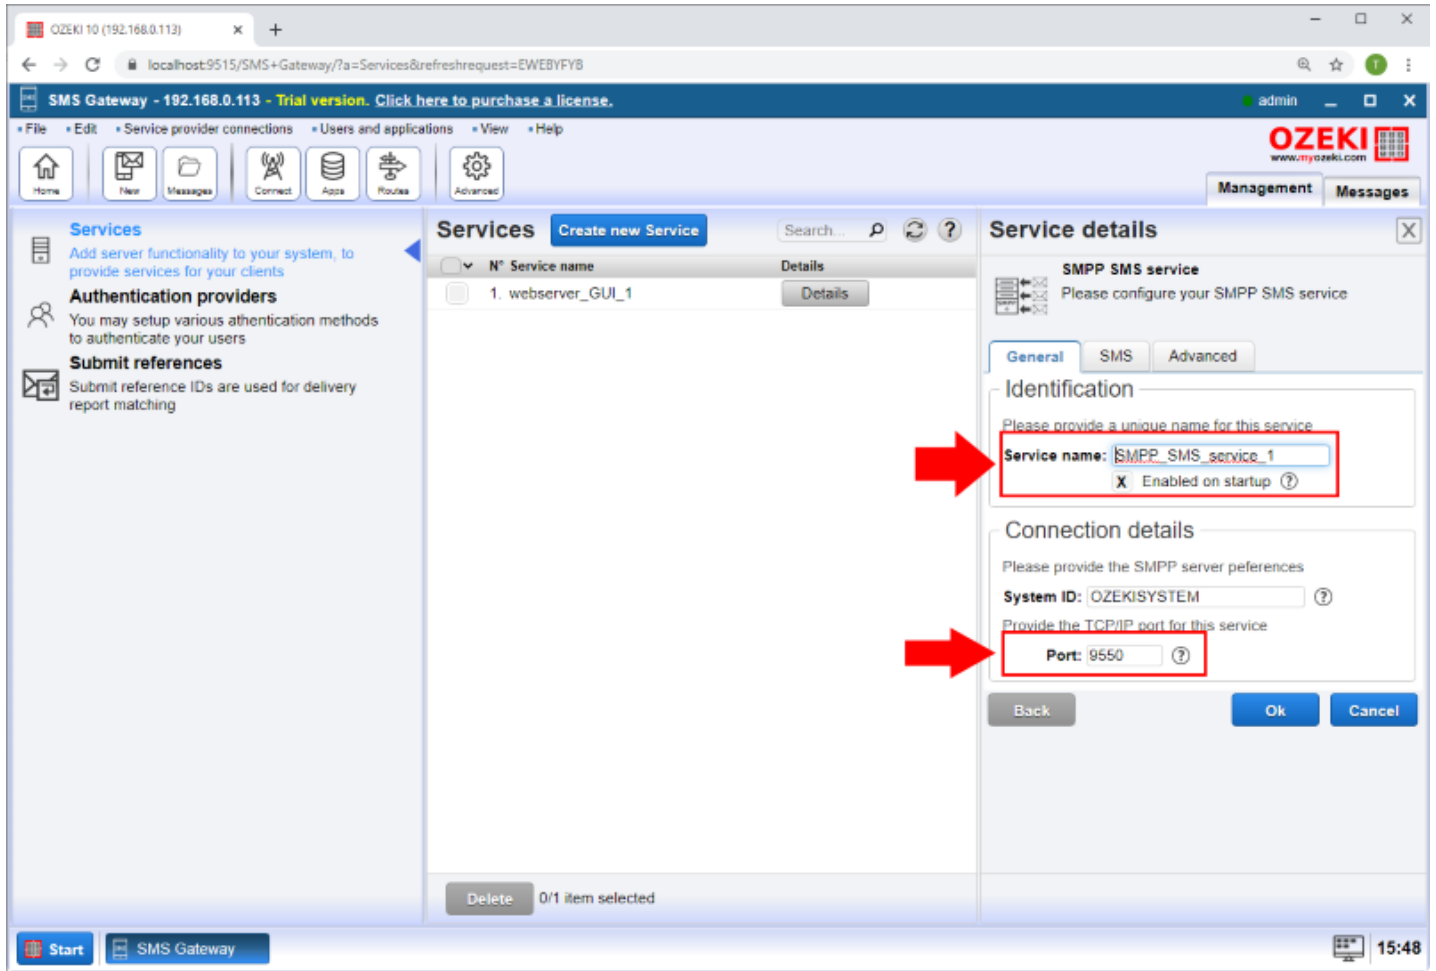 OZEKI 10 (192.168.0.113)
localhost:9515/SMS+Gateway/?a=Services&refreshrequest=EWEBYFYB
T
SMS Gateway - 192.168.0.113 - Trial version. Click here to purchase a license.
admin
File Edit Service provider connections Users and applications View Help
OZEKI
www.myozeki.com
Home New Messages Connect Apps Routes Advanced
Management Messages
Services
Add server functionality to your system, to
provide services for your clients
Authentication providers
You may setup various athentication methods
to authenticate your users
Submit references
Submit reference IDs are used for delivery
report matching
Services Create new Service Search... ?
N° Service name Details
1. webserver_GUI_1 Details
Delete 0/1 item selected
Service details X
SMPP SMS service
Please configure your SMPP SMS service
General SMS Advanced
Identification
Please provide a unique name for this service
Service name: SMPP_SMS_service_1
X Enabled on startup ?
Connection details
Please provide the SMPP server peferences
System ID: OZEKISYSTEM ?
Provide the TCP/IP port for this service
Port: 9550 ?
Back Ok Cancel
Start SMS Gateway 15:48